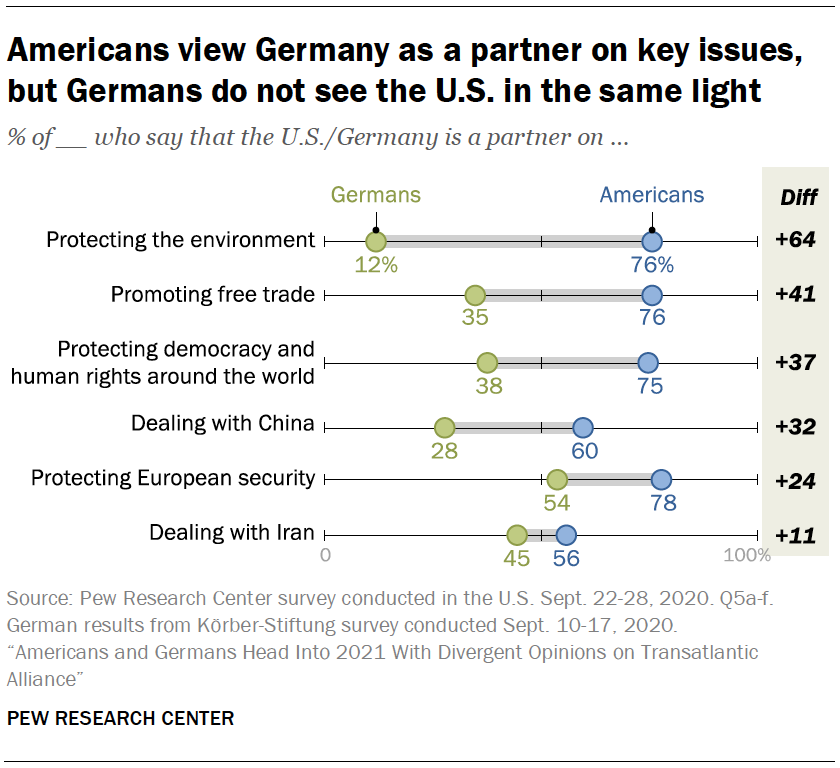 Americans view Germany as a partner on key issues,
but Germans do not see the U.S. in the same light
% of __ who say that the U.S./Germany is a partner on ...
Germans Americans Diff
Protecting the environment 12% 76% +64
Promoting free trade 35 76 +41
Protecting democracy and
human rights around the world 38 75 +37
Dealing with China 28 60 +32
Protecting European security 54 78 +24
Dealing with Iran 45 56 +11
0 100%
Source: Pew Research Center survey conducted in the U.S. Sept. 22-28, 2020. Q5a-f.
German results from Körber-Stiftung survey conducted Sept. 10-17, 2020.
“Americans and Germans Head Into 2021 With Divergent Opinions on Transatlantic
Alliance”
PEW RESEARCH CENTER